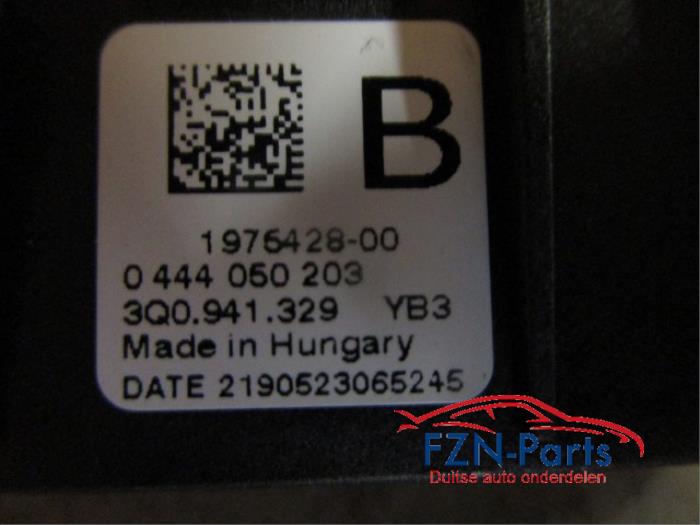 B
1976428-00
0 444 050 203
3Q0.941.329 YB3
Made in Hungary
DATE 2190523065245
FZN-Parts
Duitse auto onderdelen